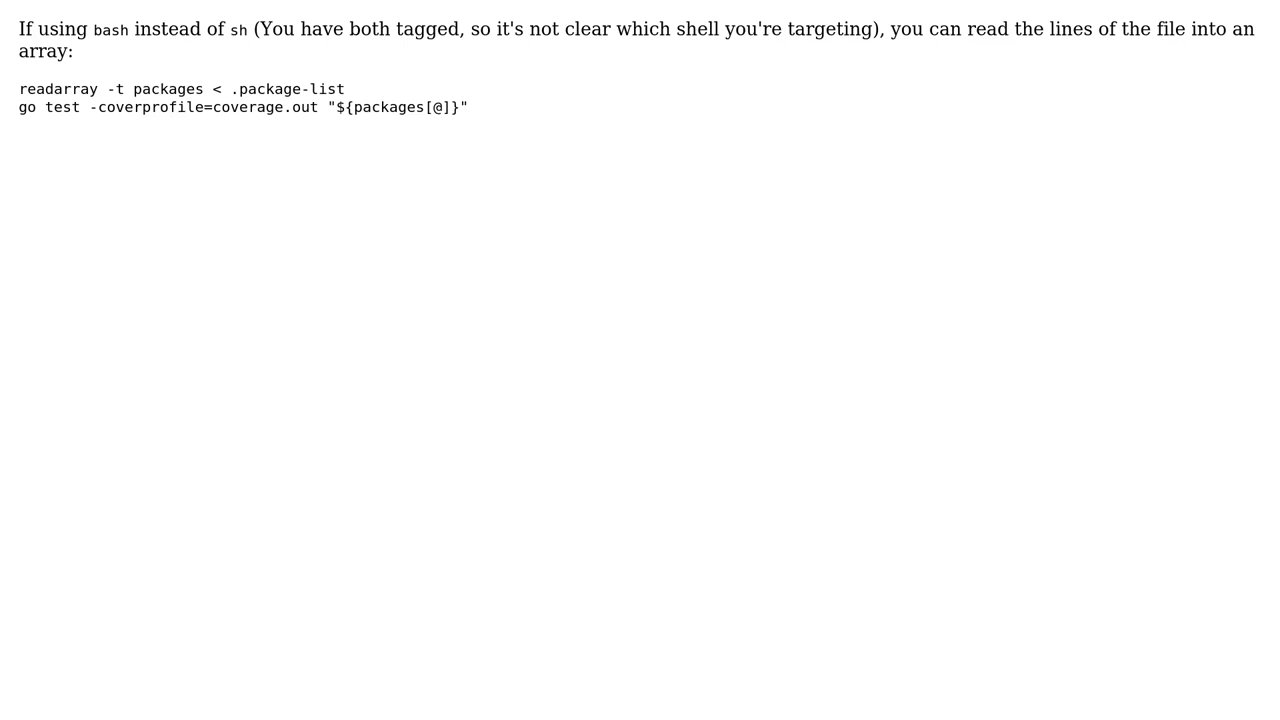 If using bash instead of sh (You have both tagged, so it's not clear which shell you're targeting), you can read the lines of the file into an
array:
readarray -t packages < .package-list
go test -coverprofile=coverage.out "${packages[@]}"